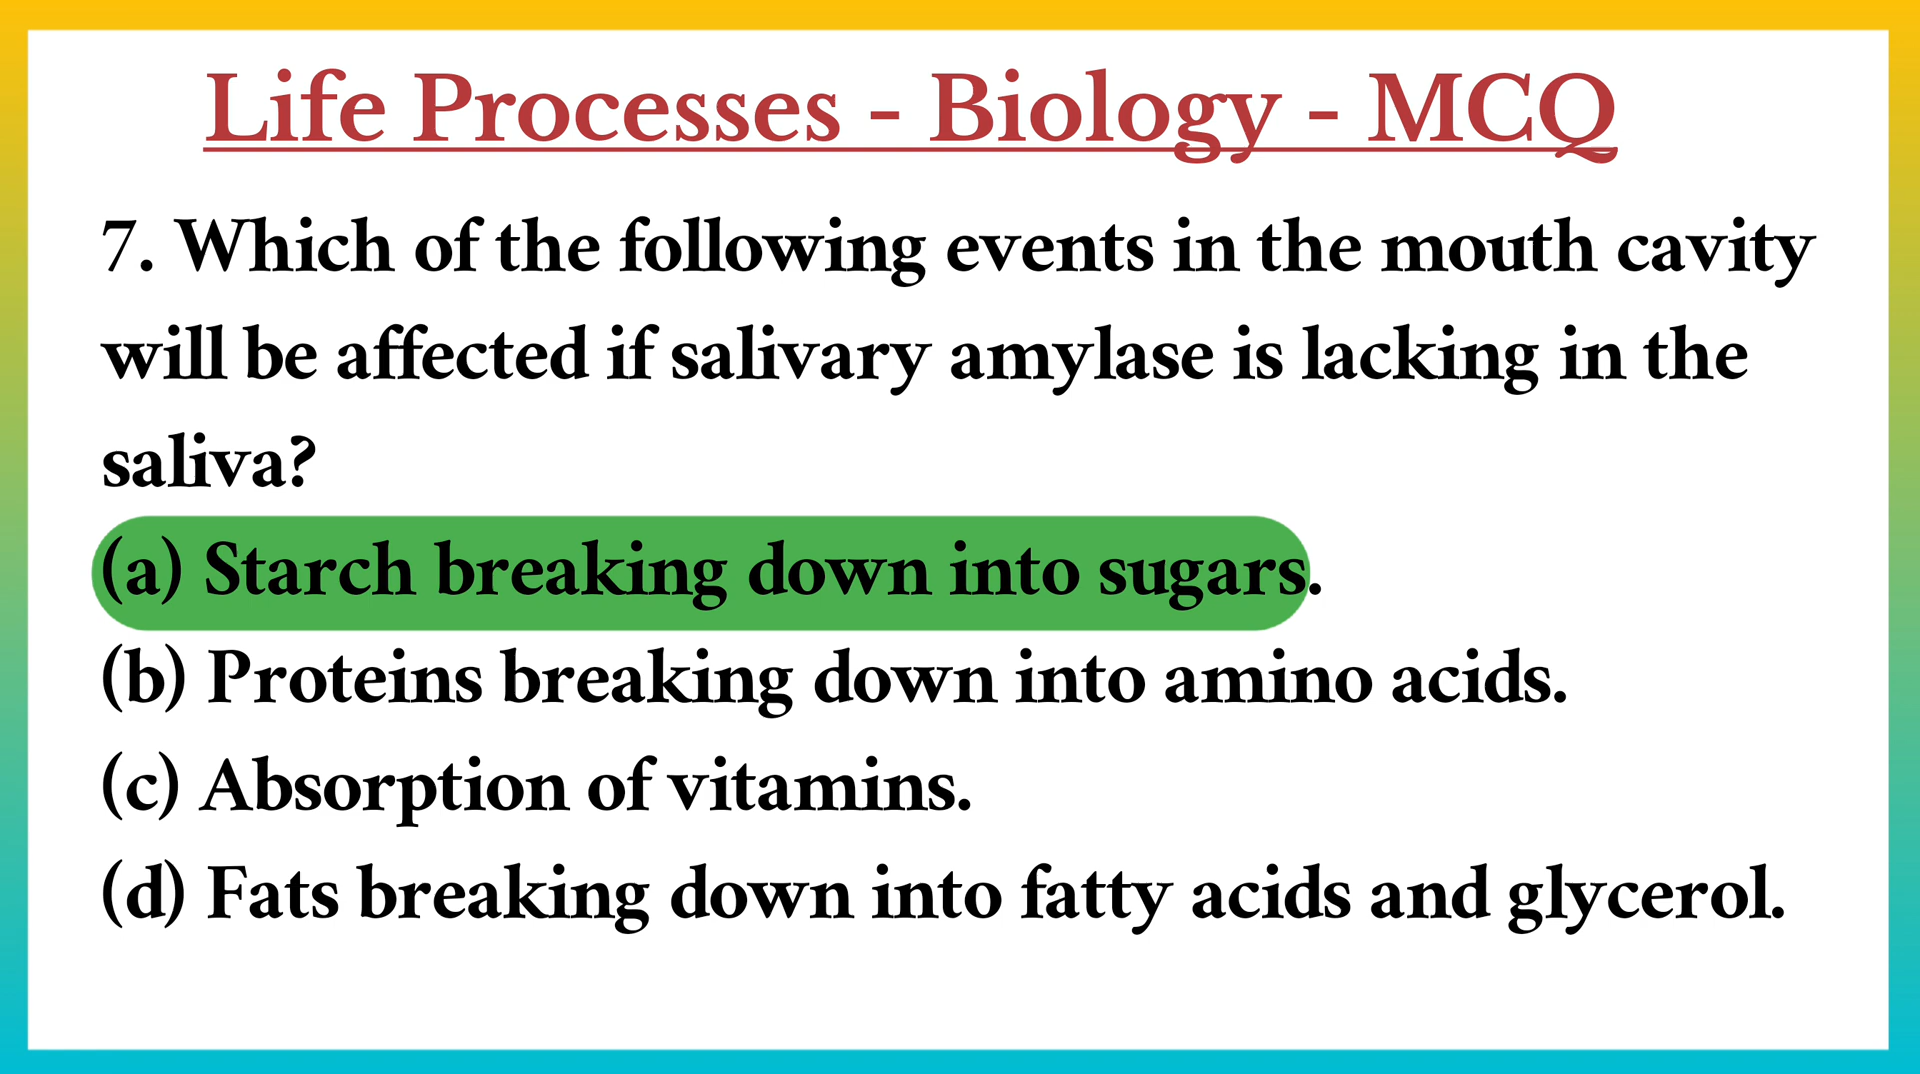 Life Processes - Biology - MCQ
7. Which of the following events in the mouth cavity
will be affected if salivary amylase is lacking in the
saliva?
(a) Starch breaking down into sugars.
(b) Proteins breaking down into amino acids.
(c) Absorption of vitamins.
(d) Fats breaking down into fatty acids and glycerol.